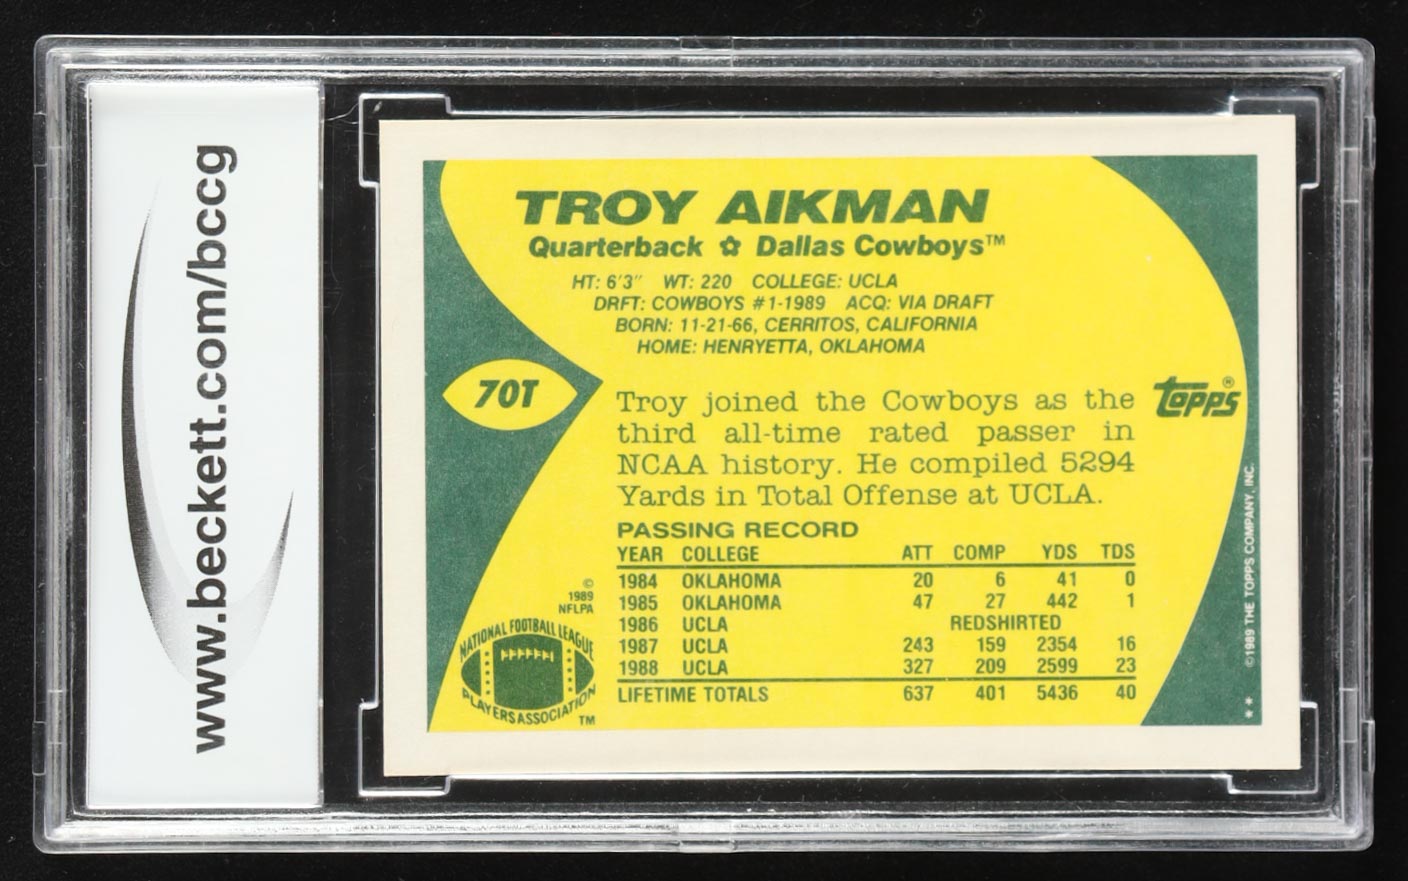 www.beckett.com/bccg
TROY AIKMAN
Quarterback ✿ Dallas Cowboys™
HT: 6'3" WT: 220 COLLEGE: UCLA
DRFT: COWBOYS #1-1989 ACQ: VIA DRAFT
BORN: 11-21-66, CERRITOS, CALIFORNIA
HOME: HENRYETTA, OKLAHOMA
70T
Troy joined the Cowboys as the
third all-time rated passer in
NCAA history. He compiled 5294
Yards in Total Offense at UCLA.
TOPPS®
PASSING RECORD
YEAR COLLEGE ATT COMP YDS TDS
1984 OKLAHOMA 20 6 41 0
1985 OKLAHOMA 47 27 442 1
1986 UCLA REDSHIRTED
1987 UCLA 243 159 2354 16
1988 UCLA 327 209 2599 23
LIFETIME TOTALS 637 401 5436 40
©
1989
NFLPA
NATIONAL FOOTBALL LEAGUE
PLAYERS ASSOCIATION
TM
** ©1989 THE TOPPS COMPANY, INC.